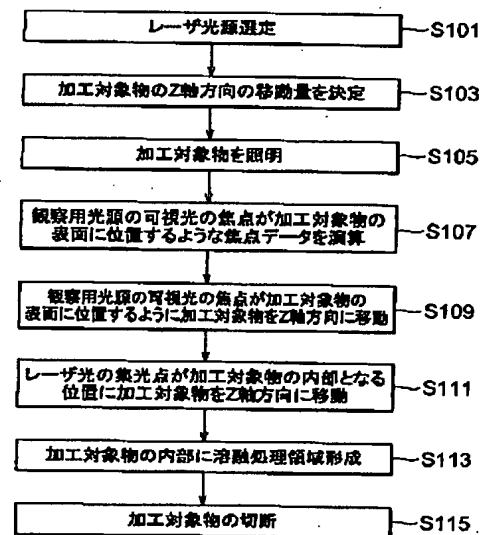 レーザ光源選定
S101
加工対象物のZ軸方向の移動量を決定
S103
加工対象物を照明
S105
観察用光源の可視光の焦点が加工対象物の
表面に位置するような焦点データを演算
S107
観察用光源の可視光の焦点が加工対象物の
表面に位置するように加工対象物をZ軸方向に移動
S109
レーザ光の集光点が加工対象物の内部となる
位置に加工対象物をZ軸方向に移動
S111
加工対象物の内部に溶融処理領域形成
S113
加工対象物の切断
S115